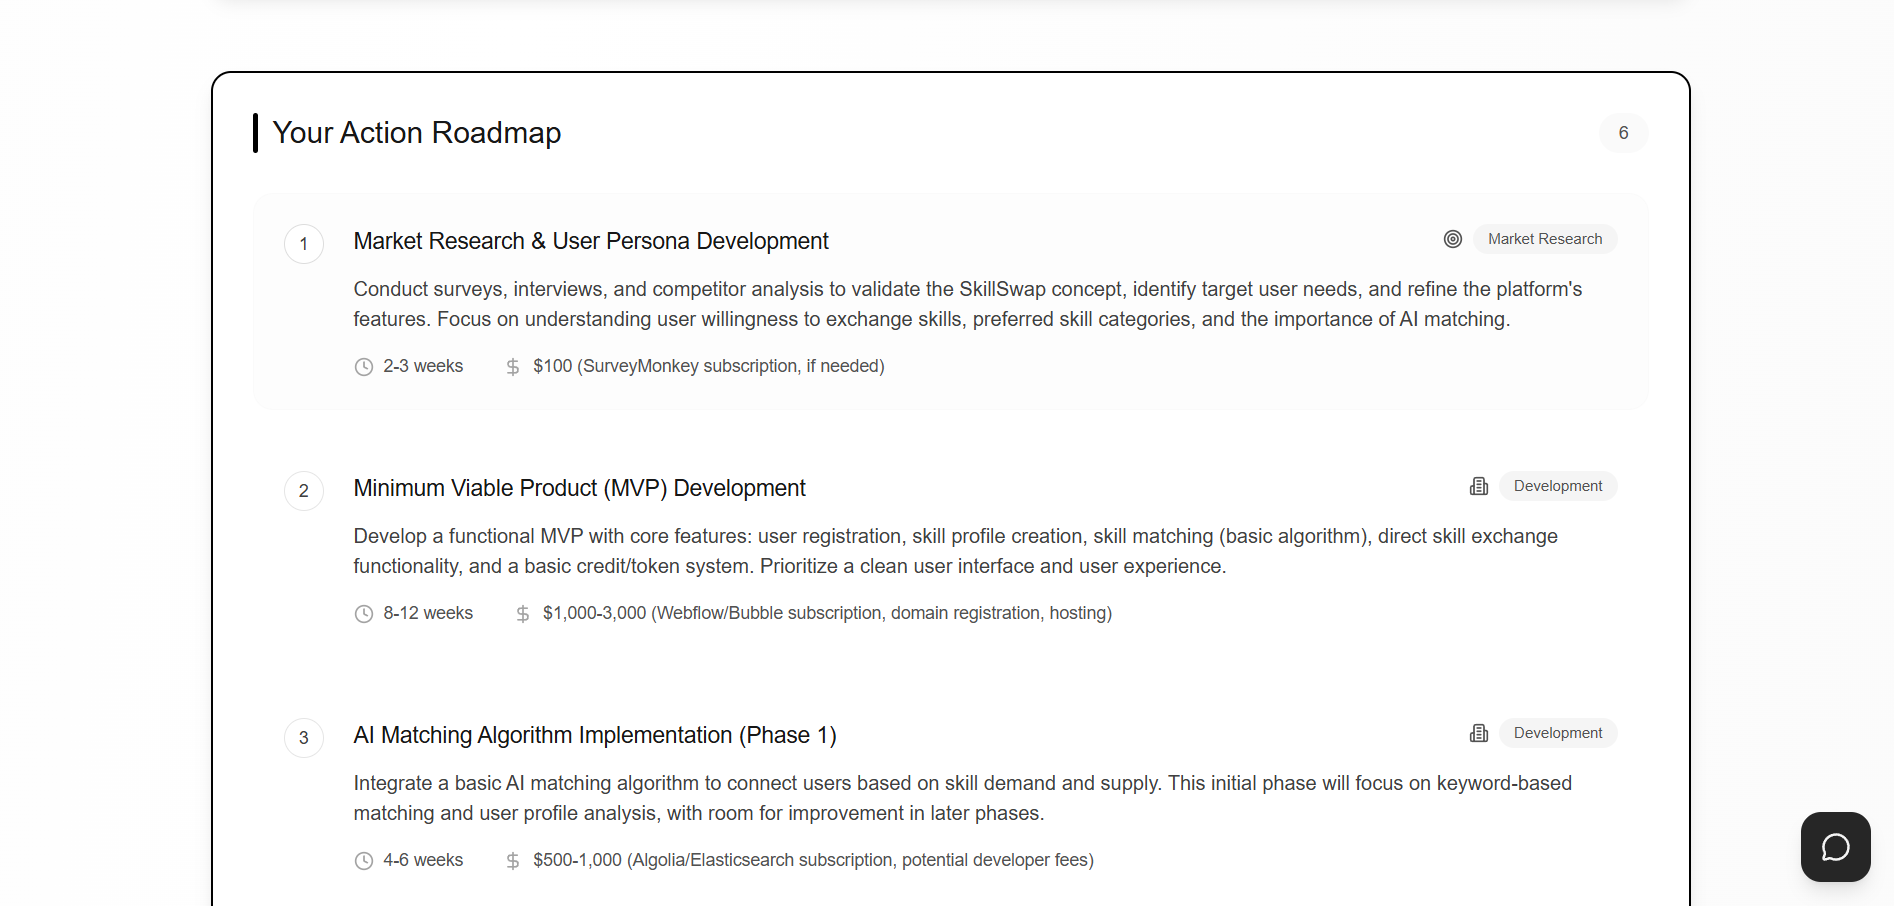 Your Action Roadmap
6
1
Market Research & User Persona Development
Market Research
Conduct surveys, interviews, and competitor analysis to validate the SkillSwap concept, identify target user needs, and refine the platform's
features. Focus on understanding user willingness to exchange skills, preferred skill categories, and the importance of AI matching.
2-3 weeks
$100 (SurveyMonkey subscription, if needed)
2
Minimum Viable Product (MVP) Development
Development
Develop a functional MVP with core features: user registration, skill profile creation, skill matching (basic algorithm), direct skill exchange
functionality, and a basic credit/token system. Prioritize a clean user interface and user experience.
8-12 weeks
$1,000-3,000 (Webflow/Bubble subscription, domain registration, hosting)
3
AI Matching Algorithm Implementation (Phase 1)
Development
Integrate a basic AI matching algorithm to connect users based on skill demand and supply. This initial phase will focus on keyword-based
matching and user profile analysis, with room for improvement in later phases.
4-6 weeks
$500-1,000 (Algolia/Elasticsearch subscription, potential developer fees)